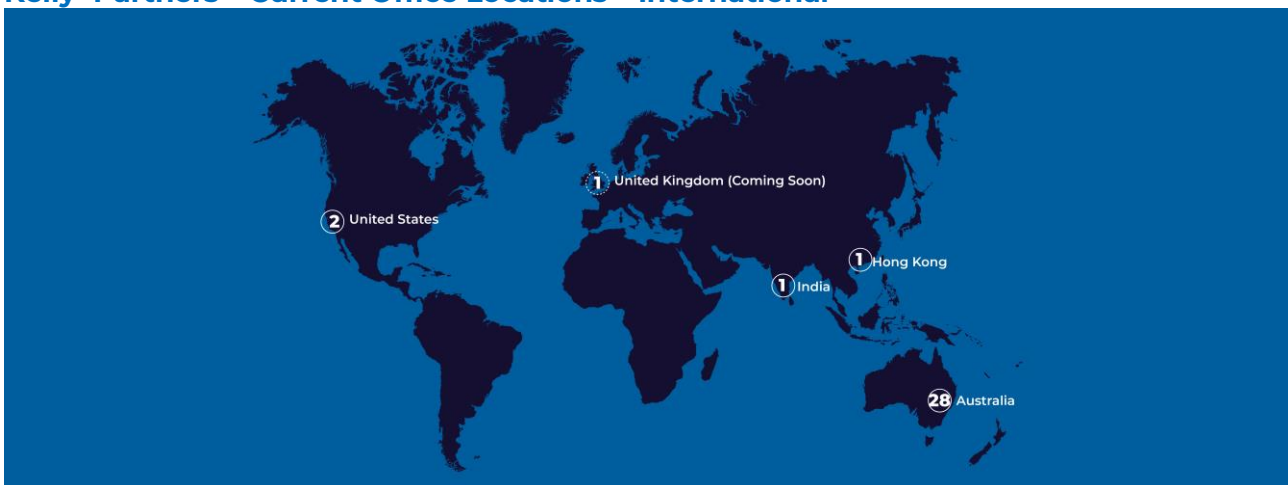 Kelly+Partners - Current Office Locations - International
1 United Kingdom (Coming Soon)
2 United States
1 Hong Kong
1 India
28 Australia